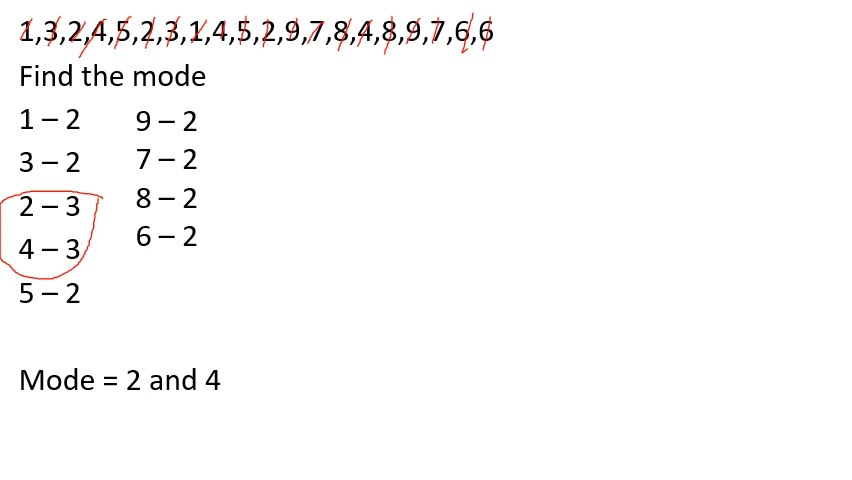 1,3,2,4,5,2,3,1,4,5,2,9,7,8,4,8,9,7,6,6
Find the mode
1 – 2
3 – 2
2 – 3
4 – 3
5 – 2
9 – 2
7 – 2
8 – 2
6 – 2
Mode = 2 and 4